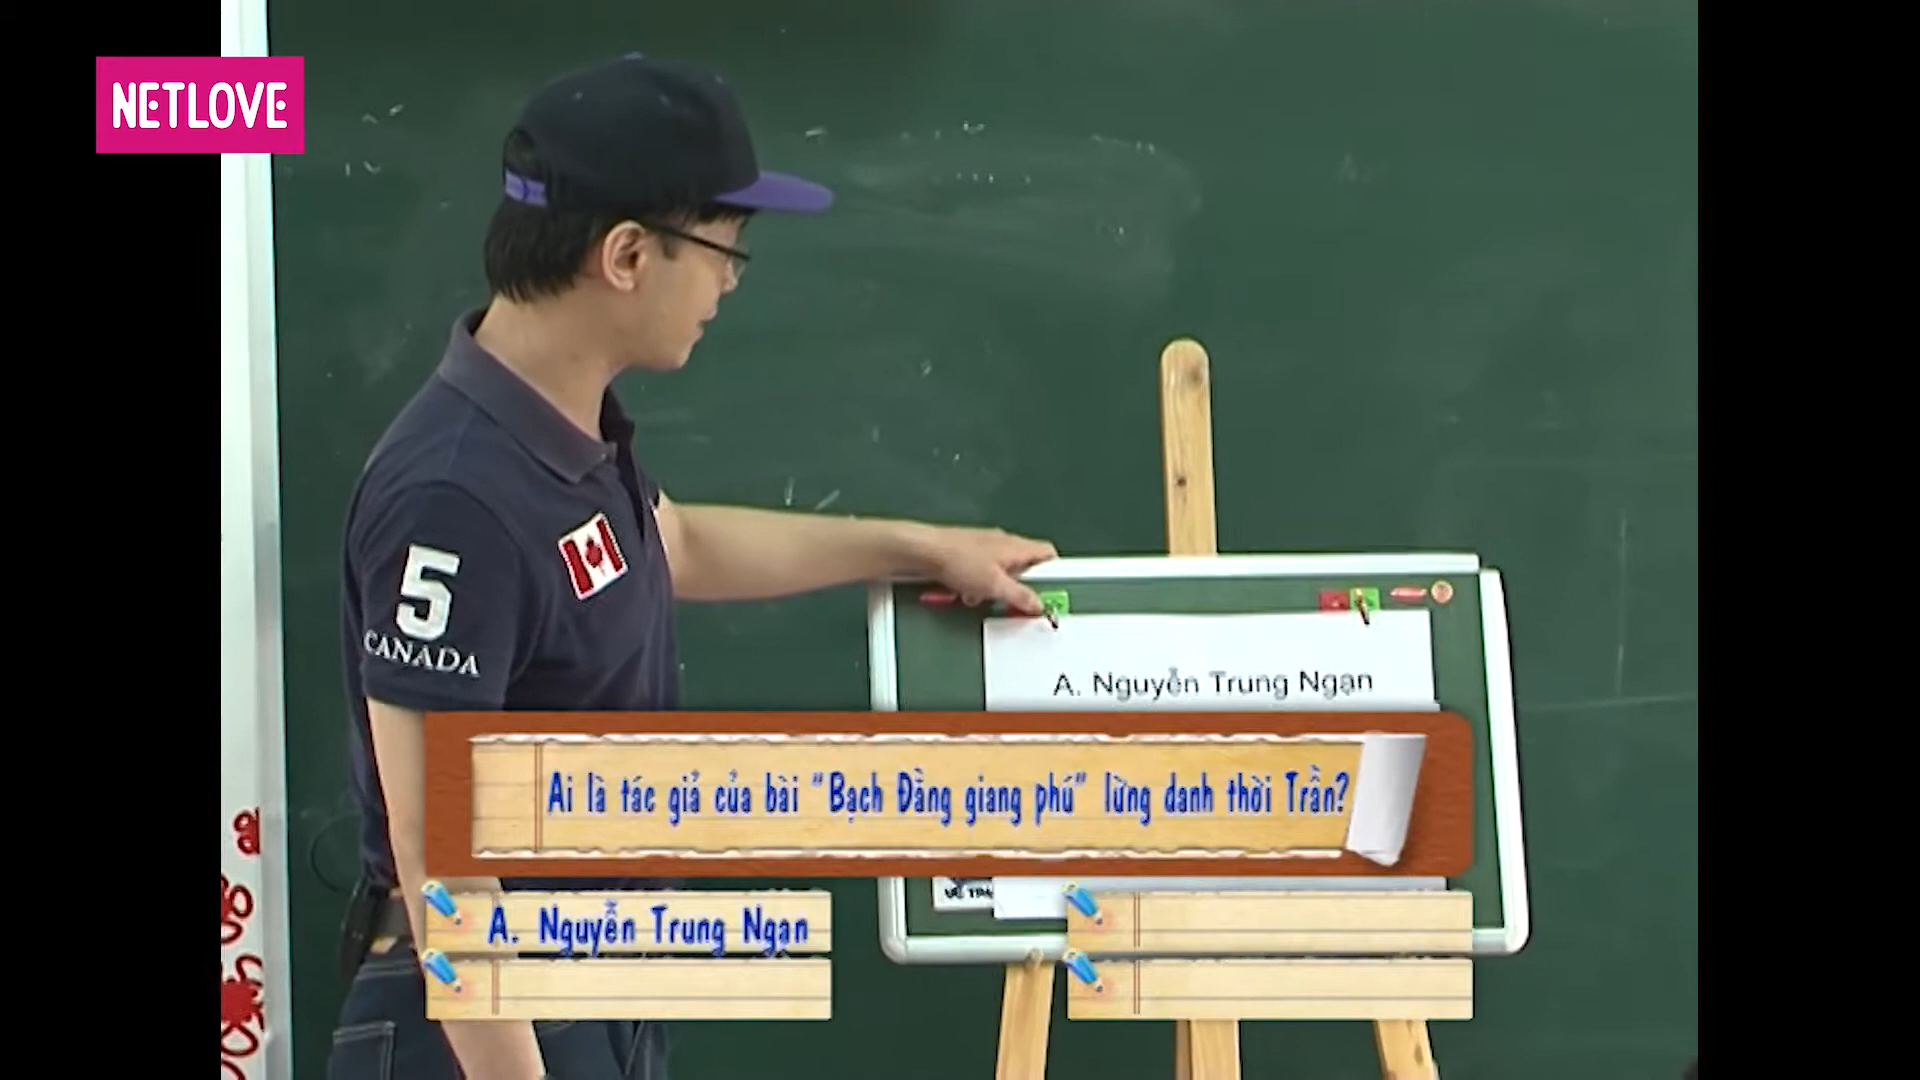 NETLOVE
5
CANADA
A. Nguyễn Trung Ngạn
Ai là tác giả của bài "Bạch Đằng giang phú" lừng danh thời Trần?
A. Nguyễn Trung Ngạn